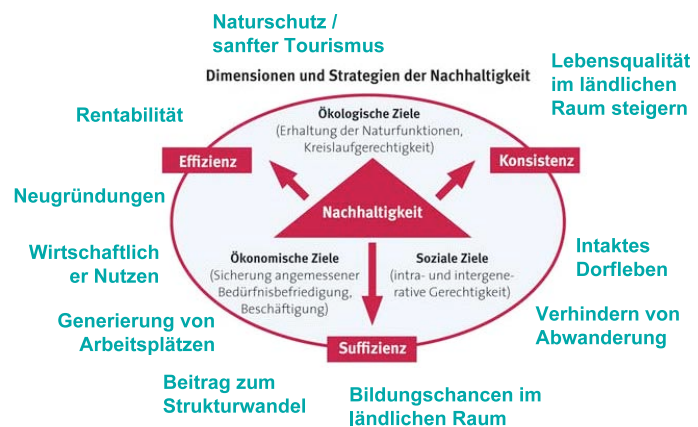 Naturschutz /
sanfter Tourismus
Dimensionen und Strategien der Nachhaltigkeit
Lebensqualität
im ländlichen
Raum steigern
Rentabilität
Ökologische Ziele
(Erhaltung der Naturfunktionen,
Kreislaufgerechtigkeit)
Effizienz
Konsistenz
Neugründungen
Nachhaltigkeit
Wirtschaftlich
er Nutzen
Ökonomische Ziele
(Sicherung angemessener
Bedürfnisbefriedigung,
Beschäftigung)
Soziale Ziele
(intra- und intergene-
rative Gerechtigkeit)
Intaktes
Dorfleben
Generierung von
Arbeitsplätzen
Verhindern von
Abwanderung
Suffizienz
Beitrag zum
Strukturwandel
Bildungschancen im
ländlichen Raum